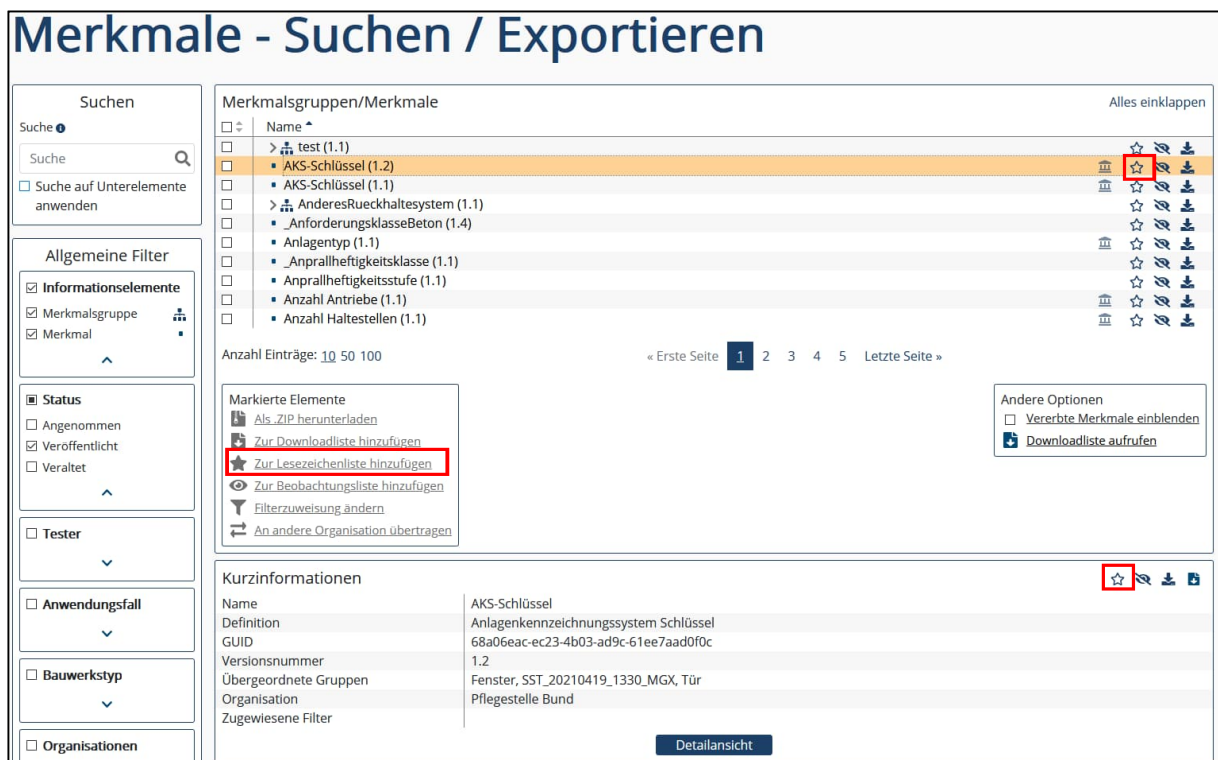 Merkmale - Suchen / Exportieren
Suchen
Suche
Suche
Suche auf Unterelemente
anwenden
Allgemeine Filter
Informationselemente
Merkmalsgruppe
Merkmal
Status
Angenommen
Veröffentlicht
Veraltet
Tester
Anwendungsfall
Bauwerkstyp
Organisationen
Merkmalsgruppen/Merkmale Alles einklappen
Name
test (1.1)
AKS-Schlüssel (1.2)
AKS-Schlüssel (1.1)
AnderesRueckhaltesystem (1.1)
_AnforderungsklasseBeton (1.4)
Anlagentyp (1.1)
_Anprallheftigkeitsklasse (1.1)
Anprallheftigkeitsstufe (1.1)
Anzahl Antriebe (1.1)
Anzahl Haltestellen (1.1)
Anzahl Einträge: 10 50 100 « Erste Seite 1 2 3 4 5 Letzte Seite »
Markierte Elemente
Als .ZIP herunterladen
Zur Downloadliste hinzufügen
Zur Lesezeichenliste hinzufügen
Zur Beobachtungsliste hinzufügen
Filterzuweisung ändern
An andere Organisation übertragen
Andere Optionen
Vererbte Merkmale einblenden
Downloadliste aufrufen
Kurzinformationen
Name AKS-Schlüssel
Definition Anlagenkennzeichnungssystem Schlüssel
GUID 68a06eac-ec23-4b03-ad9c-61ee7aad0f0c
Versionsnummer 1.2
Übergeordnete Gruppen Fenster, SST_20210419_1330_MGX, Tür
Organisation Pflegestelle Bund
Zugewiesene Filter
Detailansicht